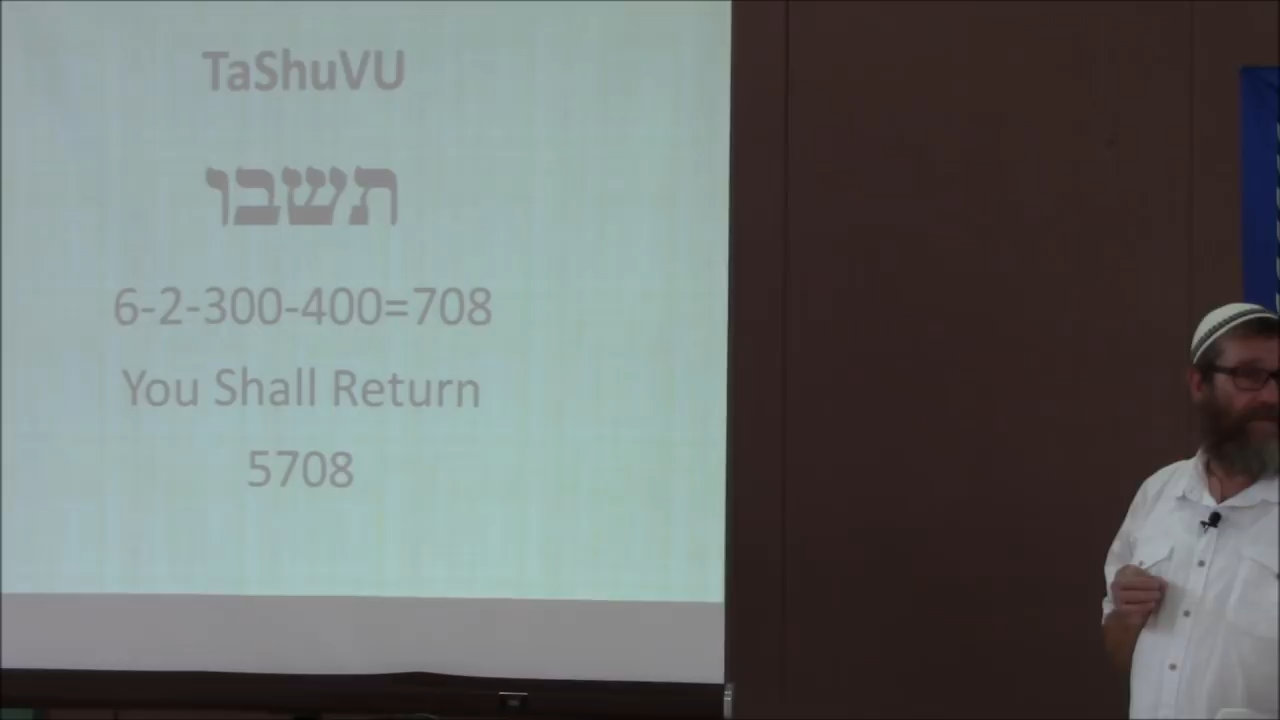 TaShuVU
תשבו
6-2-300-400=708
You Shall Return
5708